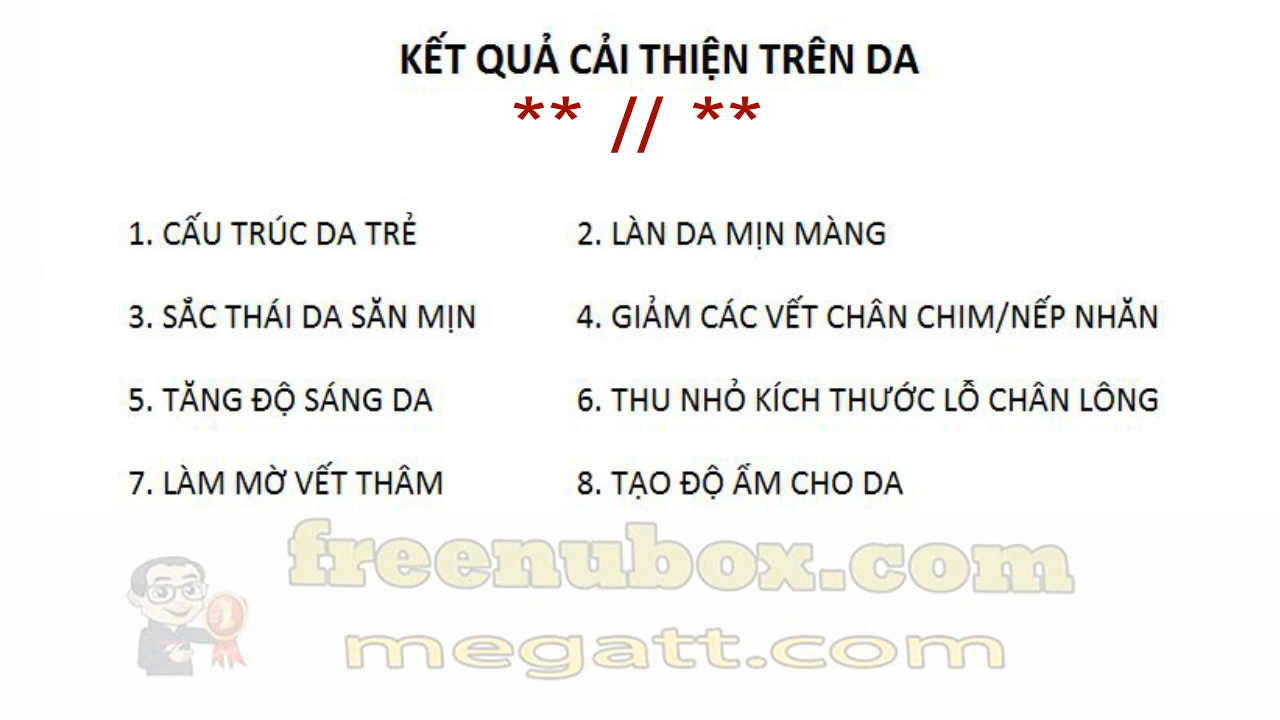 KẾT QUẢ CẢI THIỆN TRÊN DA
** // **
1. CẤU TRÚC DA TRẺ 2. LÀN DA MỊN MÀNG
3. SẮC THÁI DA SĂN MỊN 4. GIẢM CÁC VẾT CHÂN CHIM/NẾP NHĂN
5. TĂNG ĐỘ SÁNG DA 6. THU NHỎ KÍCH THƯỚC LỖ CHÂN LÔNG
7. LÀM MỜ VẾT THÂM 8. TẠO ĐỘ ẨM CHO DA
freenubox.com
1
megatt.com